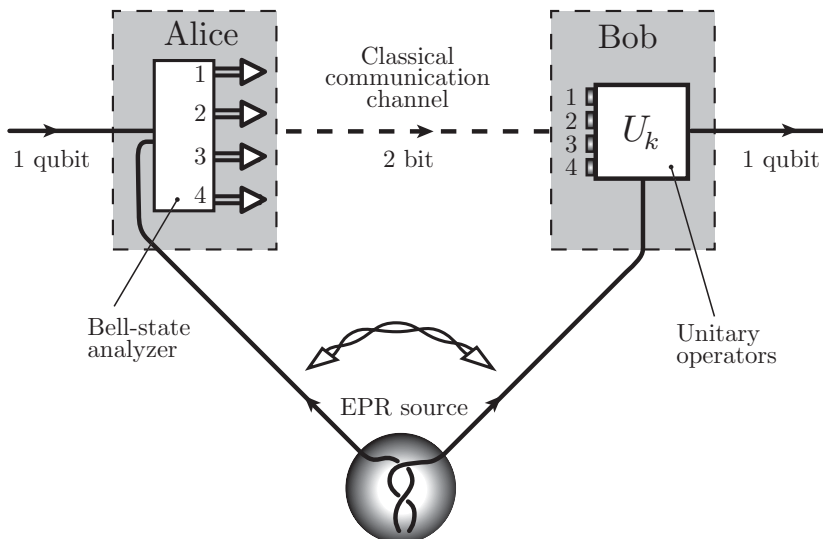 Alice
1
2
3
4
1 qubit
Bell-state
analyzer
Classical
communication
channel
2 bit
Bob
1
2
3
4
U_k
1 qubit
Unitary
operators
EPR source